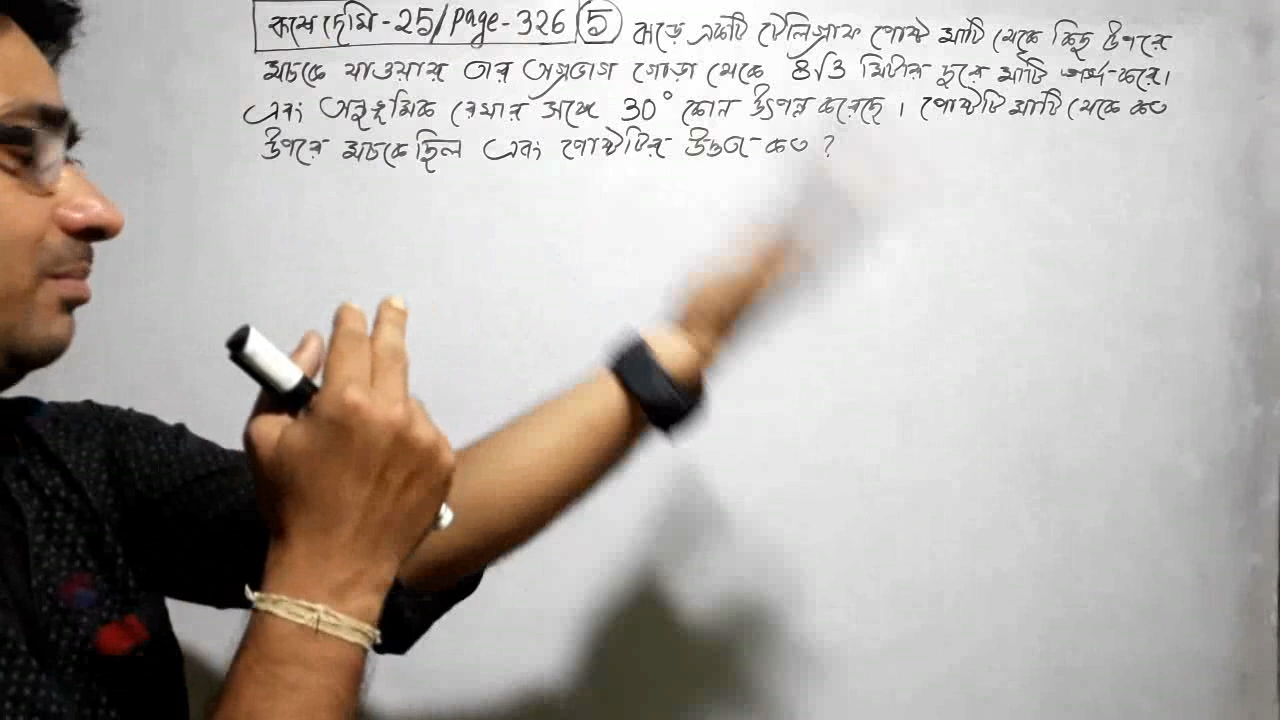 কষে দেখি - 25/page - 326 (5) ঝড়ে একটি টেলিগ্রাফ পোস্ট মাটি থেকে কিছু উপরে
মচকে যাওয়ায় তার অগ্রভাগ গোড়া থেকে 8√3 মিটার দূরে মাটি স্পর্শ করে।
এবং অনুভূমিক রেখার সঙ্গে 30° কোন উৎপন্ন করেছে। পোস্টটি মাটি থেকে কত
উপরে মচকেছিল এবং পোস্টটির উচ্চতা কত?